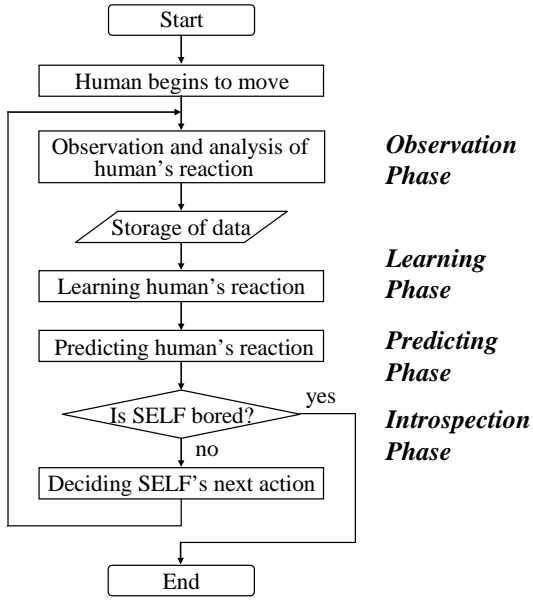 Start
Human begins to move
Observation and analysis of
human's reaction
Observation
Phase
Storage of data
Learning human's reaction
Learning
Phase
Predicting human's reaction
Predicting
Phase
Is SELF bored?
yes
no
Introspection
Phase
Deciding SELF's next action
End